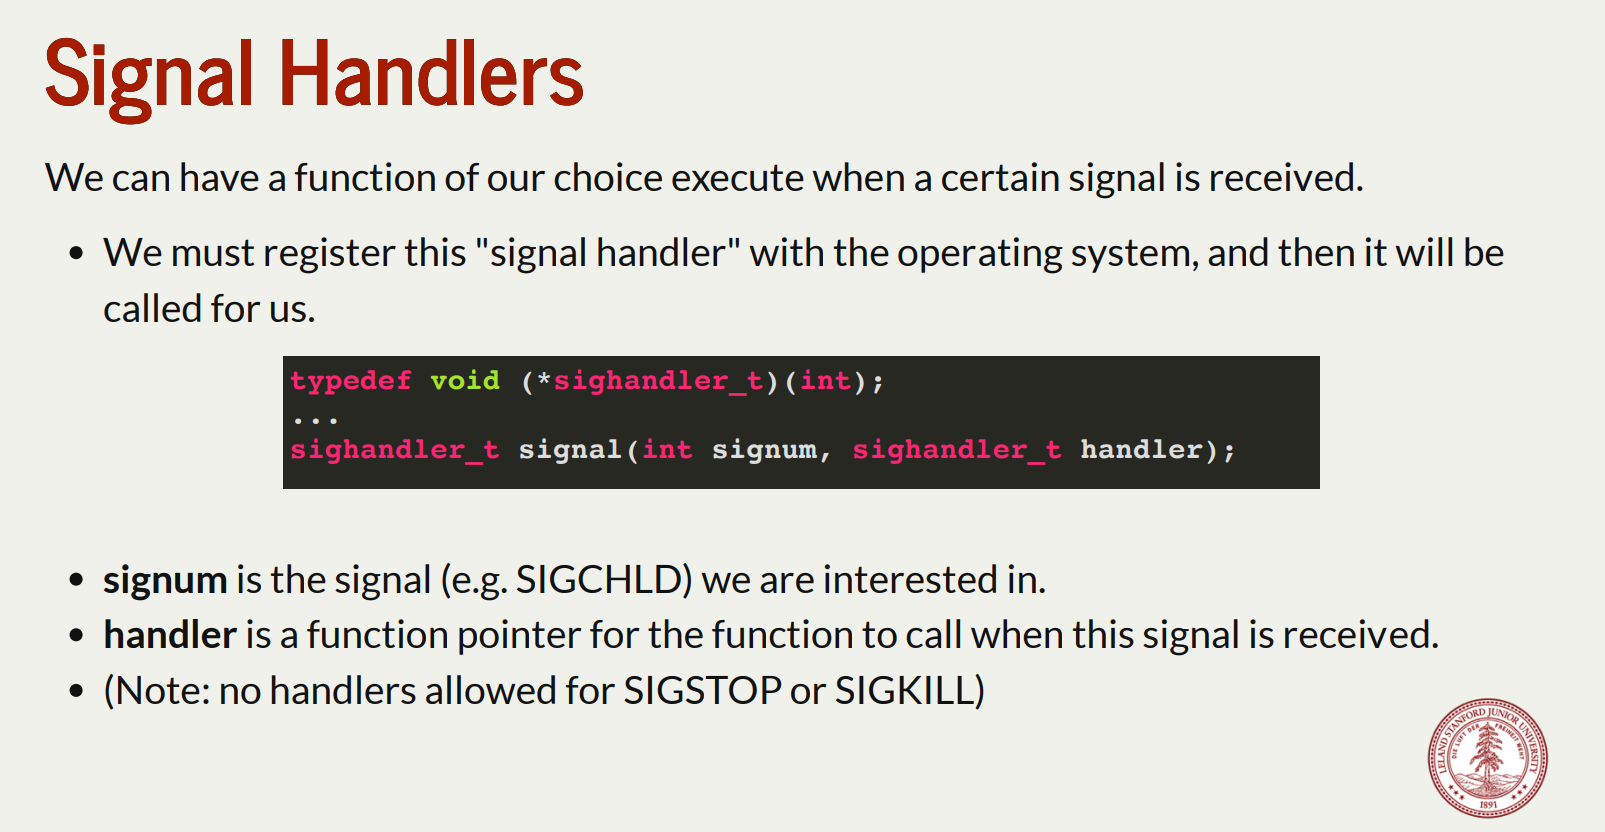 Signal Handlers
We can have a function of our choice execute when a certain signal is received.
• We must register this "signal handler" with the operating system, and then it will be
called for us.
typedef void (*sighandler_t)(int);
...
sighandler_t signal(int signum, sighandler_t handler);
• signum is the signal (e.g. SIGCHLD) we are interested in.
• handler is a function pointer for the function to call when this signal is received.
• (Note: no handlers allowed for SIGSTOP or SIGKILL)
LELAND STANFORD JUNIOR UNIVERSITY
DIE LUFT DER FREIHEIT WEHT
1891